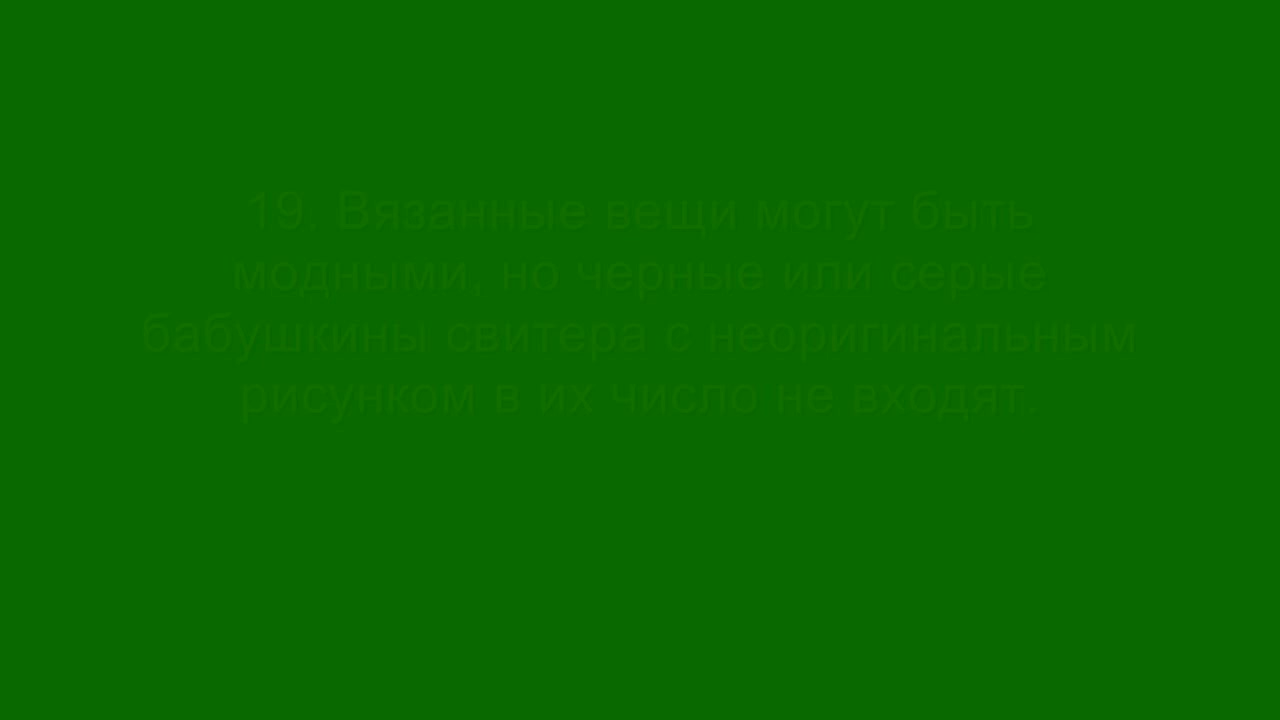 19. Вязанные вещи могут быть
модными, но черные или серые
бабушкины свитера с неоригинальным
рисунком в их число не входят.